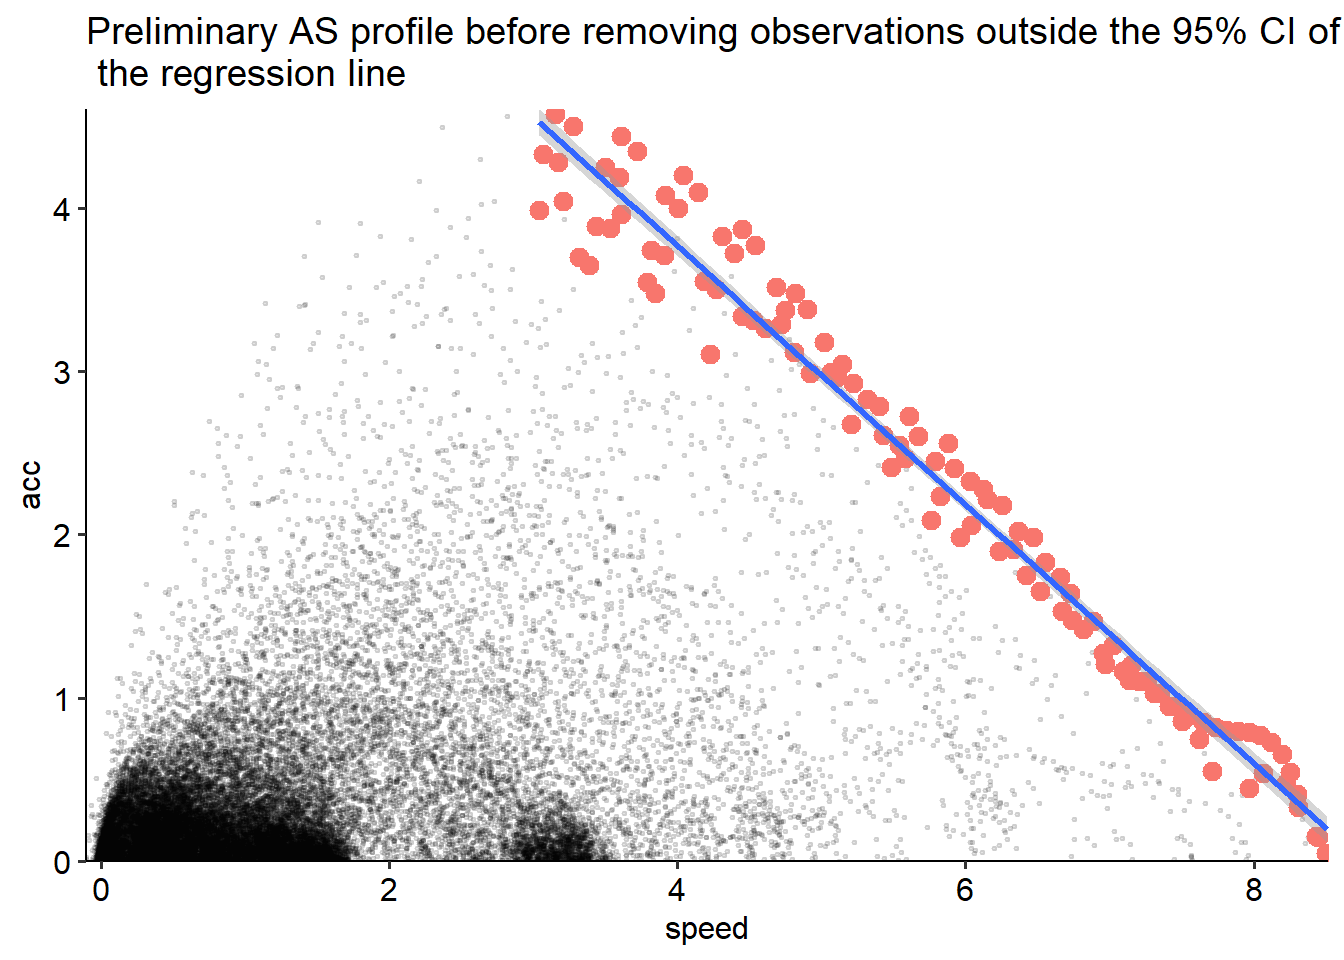 Preliminary AS profile before removing observations outside the 95% CI of
the regression line
4
3
2
1
0
acc
0 2 4 6 8
speed